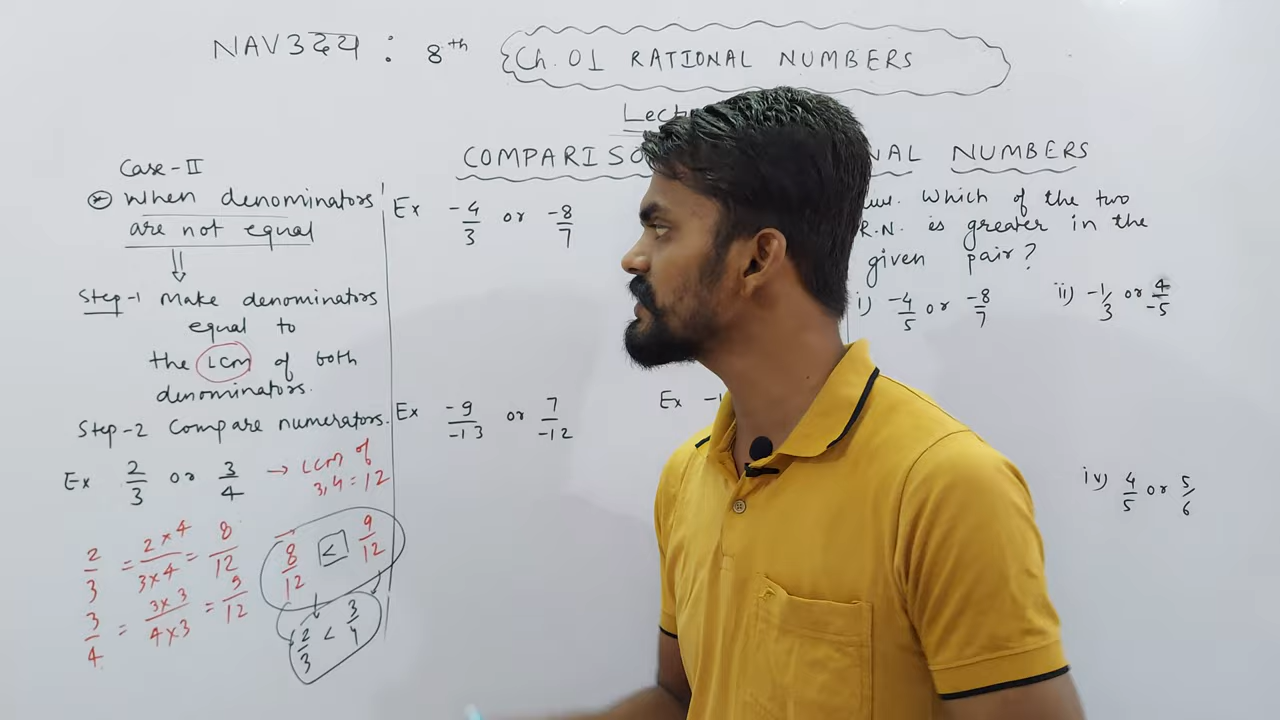 NAV3हृदय : 8th
Ch. 01 RATIONAL NUMBERS
COMPARISO NAL NUMBERS
Case-II
* When denominators
are not equal
Step-1 Make denominators
equal to
the LCM of both
denominators.
Step-2 Compare numerators.
Ex 2/3 or 3/4 → LCM of
3,4 = 12
2/3 = 2×4/3×4 = 8/12
3/4 = 3×3/4×3 = 9/12
8/12 < 9/12
2/3 < 3/4
Ex -4/3 or -8/7
Ex -9/-13 or 7/-12
Ex -1
Which of the two
R.N. is greater in the
given pair?
i) -4/5 or -8/7 ii) -1/3 or 4/-5
iv) 4/5 or 5/6